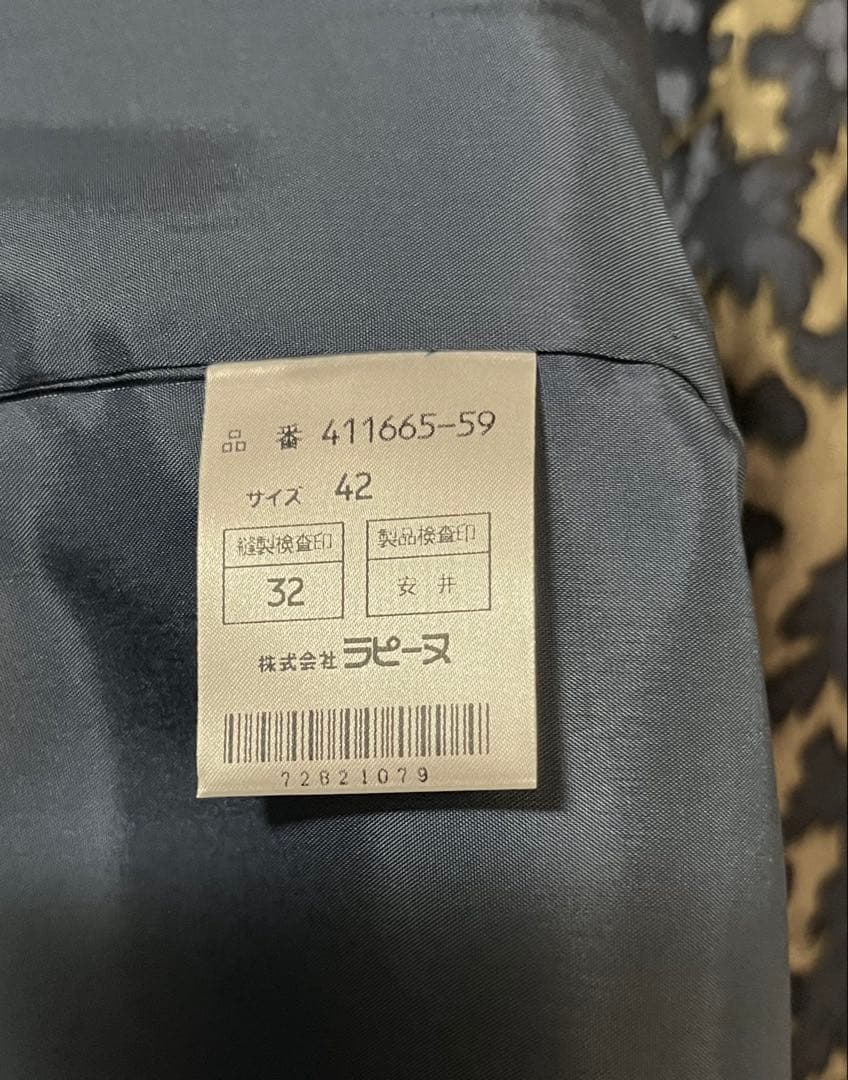 品 番 411665-59
サイズ 42
縫製検査印 製品検査印
32 安 井
株式会社ラピーヌ
72821079